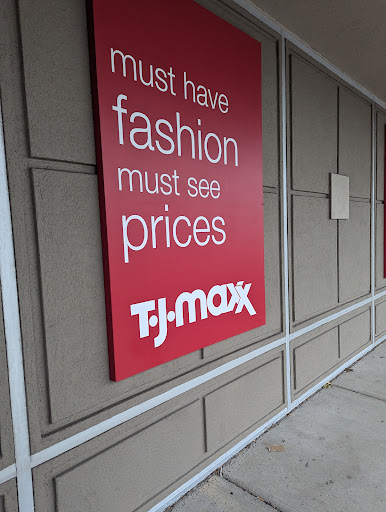 must have
fashion
must see
prices
T•J•maxx